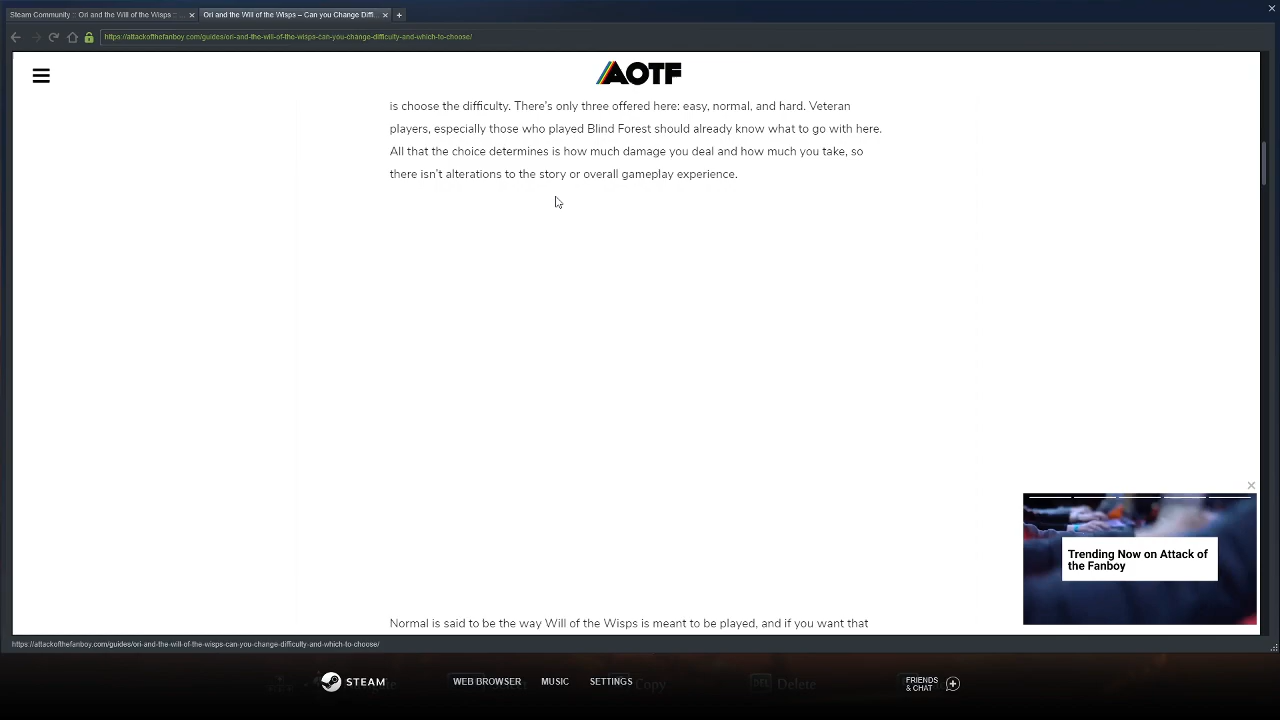 Steam Community :: Ori and the Will of the Wisps :: ...
Ori and the Will of the Wisps – Can you Change Diffi...
https://attackofthefanboy.com/guides/ori-and-the-will-of-the-wisps-can-you-change-difficulty-and-which-to-choose/
AOTF
is choose the difficulty. There's only three offered here: easy, normal, and hard. Veteran
players, especially those who played Blind Forest should already know what to go with here.
All that the choice determines is how much damage you deal and how much you take, so
there isn't alterations to the story or overall gameplay experience.
Trending Now on Attack of
the Fanboy
Normal is said to be the way Will of the Wisps is meant to be played, and if you want that
https://attackofthefanboy.com/guides/ori-and-the-will-of-the-wisps-can-you-change-difficulty-and-which-to-choose/
STEAM
WEB BROWSER
MUSIC
SETTINGS
Copy
DEL
Delete
FRIENDS
& CHAT